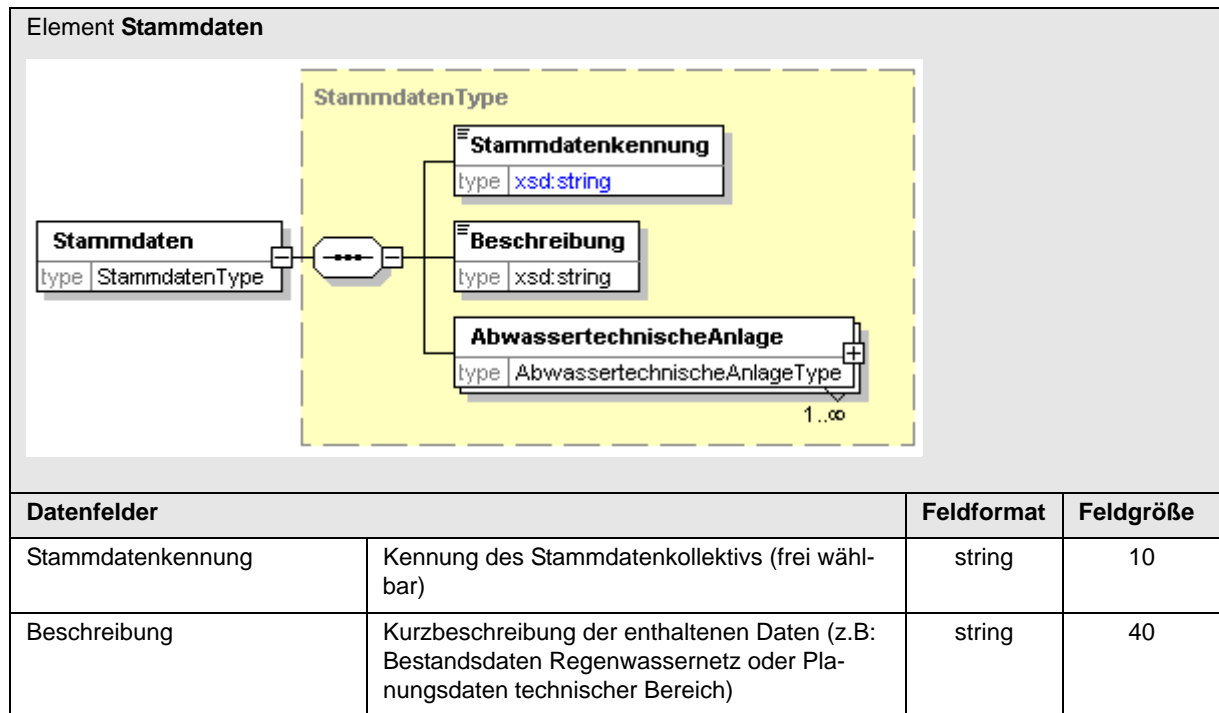 Element Stammdaten
StammdatenType
Stammdatenkennung
type xsd:string
Stammdaten
type StammdatenType
Beschreibung
type xsd:string
AbwassertechnischeAnlage
type AbwassertechnischeAnlageType
1..∞
Datenfelder Feldformat Feldgröße
Stammdatenkennung Kennung des Stammdatenkollektivs (frei wähl- string 10
bar)
Beschreibung Kurzbeschreibung der enthaltenen Daten (z.B: string 40
Bestandsdaten Regenwassernetz oder Pla-
nungsdaten technischer Bereich)